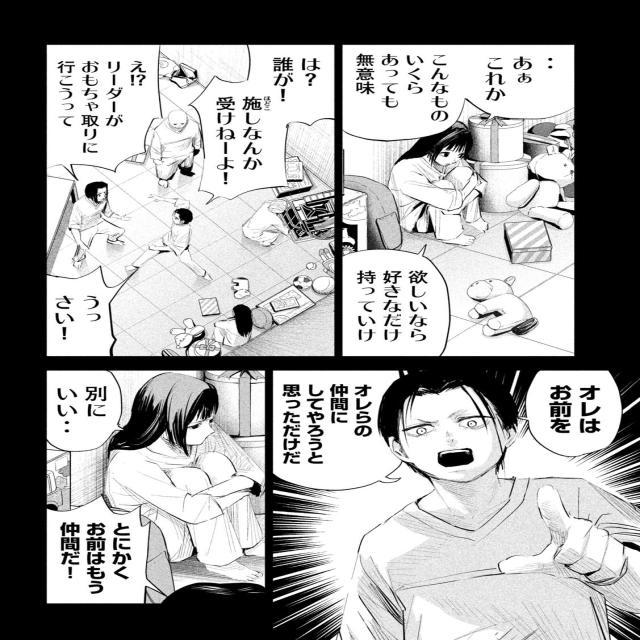 ：
あぁ
これか
こんなもの
いくら
あっても
無意味
欲しいなら
好きなだけ
持っていけ
は？
誰が！
施しなんか
ほどこ
受けねーよ！
え!?
リーダーが
おもちゃ取りに
行こうって
うっ
さい！
オレは
お前を
オレらの
仲間に
してやろうと
思っただけだ
別に
いい‥
とにかく
お前はもう
仲間だ！